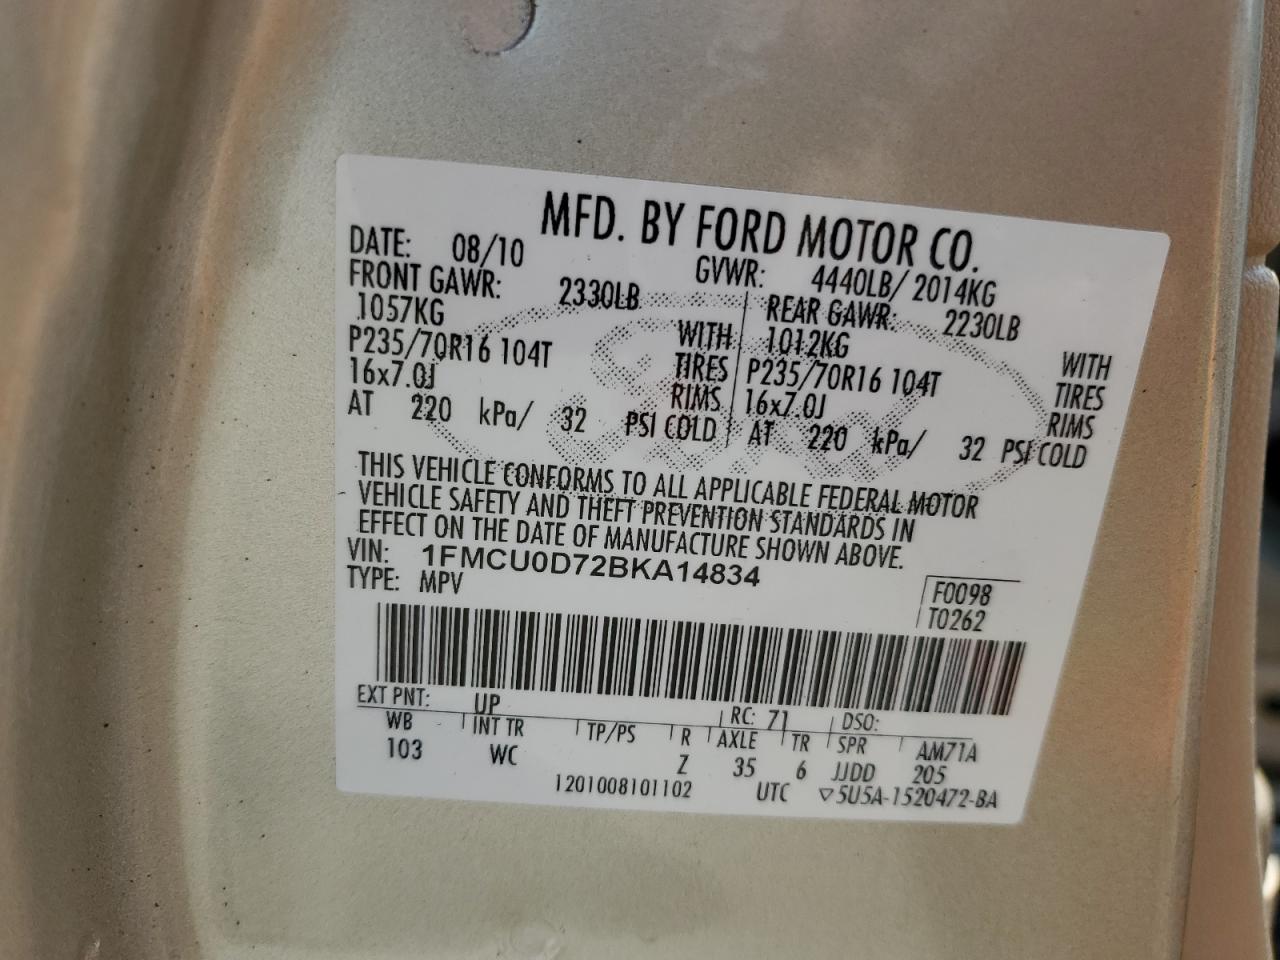 MFD. BY FORD MOTOR CO.
DATE: 08/10 GVWR: 4440LB/ 2014KG
FRONT GAWR: 2330LB REAR GAWR: 2230LB
1057KG WITH 1012KG WITH
P235/70R16 104T TIRES P235/70R16 104T TIRES
16x7.0J RIMS 16x7.0J RIMS
AT 220 kPa/ 32 PSI COLD AT 220 kPa/ 32 PSI COLD
THIS VEHICLE CONFORMS TO ALL APPLICABLE FEDERAL MOTOR
VEHICLE SAFETY AND THEFT PREVENTION STANDARDS IN
EFFECT ON THE DATE OF MANUFACTURE SHOWN ABOVE.
VIN: 1FMCU0D72BKA14834
TYPE: MPV
F0098
T0262
EXT PNT: UP RC: 71 DSO:
WB INT TR TP/PS R AXLE TR SPR AM71A
103 WC Z 35 6 JJDD 205
1201008101102 UTC ▽5U5A-1520472-BA